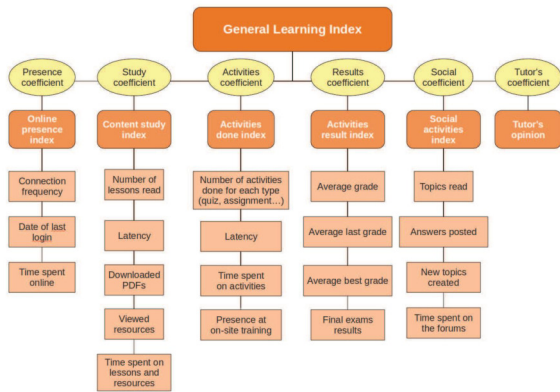 General Learning Index
Presence
coefficient
Study
coefficient
Activities
coefficient
Results
coefficient
Social
coefficient
Tutor's
coefficient
Online
presence
index
Content study
index
Activities
done index
Activities
result index
Social
activities
index
Tutor's
opinion
Connection
frequency
Date of last
login
Time spent
online
Number of
lessons read
Latency
Downloaded
PDFs
Viewed
resources
Time spent on
lessons and
resources
Number of activities
done for each type
(quiz, assignment...)
Latency
Time spent
on activities
Presence at
on-site training
Average grade
Average last grade
Average best grade
Final exams
results
Topics read
Answers posted
New topics
created
Time spent on
the forums